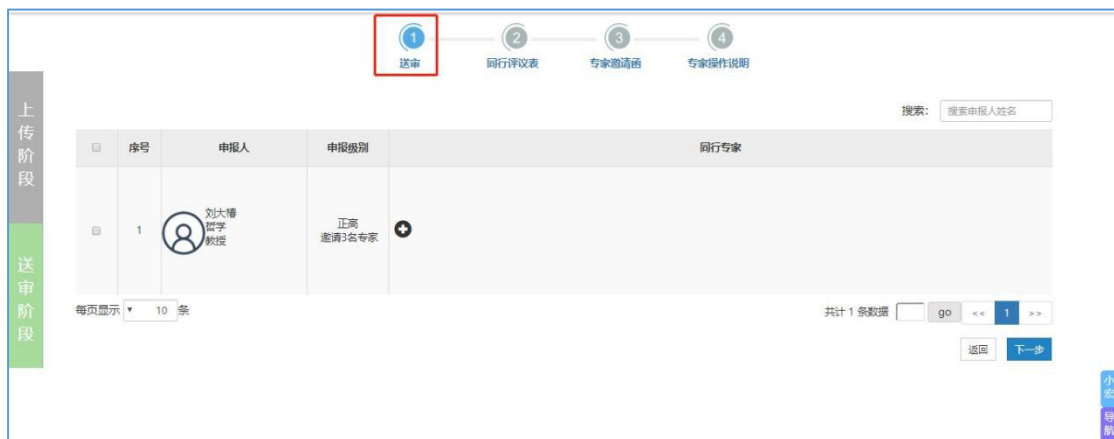 1
2
3
4
送审
同行评议表
专家邀请函
专家操作说明
上传阶段
送审阶段
搜索： 搜索申报人姓名
序号 申报人 申报级别 同行专家
1 刘大椿 正高
哲学 邀请3名专家
教授
每页显示 10 条 共计 1 条数据 go << 1 >>
返回 下一步
小宏
导航